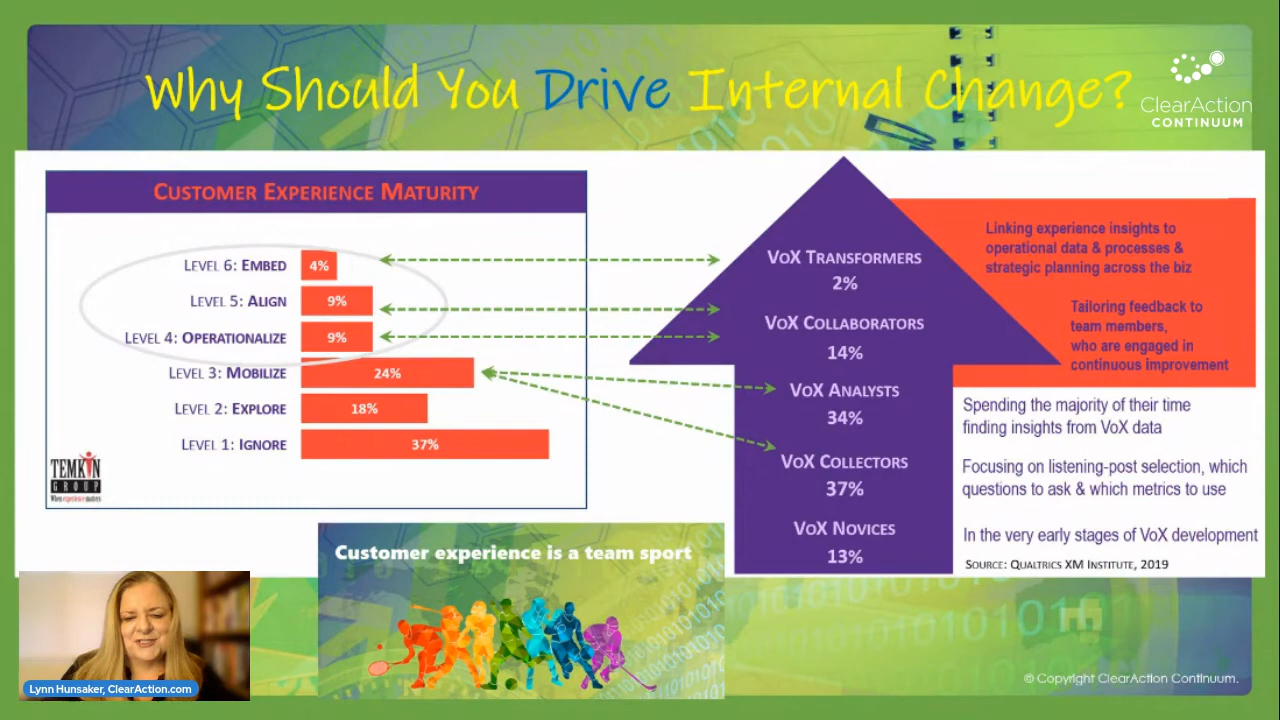 Why Should You Drive Internal Change?
ClearAction
CONTINUUM
CUSTOMER EXPERIENCE MATURITY
LEVEL 6: EMBED 4%
LEVEL 5: ALIGN 9%
LEVEL 4: OPERATIONALIZE 9%
LEVEL 3: MOBILIZE 24%
LEVEL 2: EXPLORE 18%
LEVEL 1: IGNORE 37%
TEMKIN
GROUP
When experience matters
VOX TRANSFORMERS
2%
VOX COLLABORATORS
14%
VOX ANALYSTS
34%
VOX COLLECTORS
37%
VOX NOVICES
13%
Linking experience insights to
operational data & processes &
strategic planning across the biz
Tailoring feedback to
team members,
who are engaged in
continuous improvement
Spending the majority of their time
finding insights from VoX data
Focusing on listening-post selection, which
questions to ask & which metrics to use
In the very early stages of VoX development
SOURCE: QUALTRICS XM INSTITUTE, 2019
Customer experience is a team sport
Lynn Hunsaker, ClearAction.com
© Copyright ClearAction Continuum.